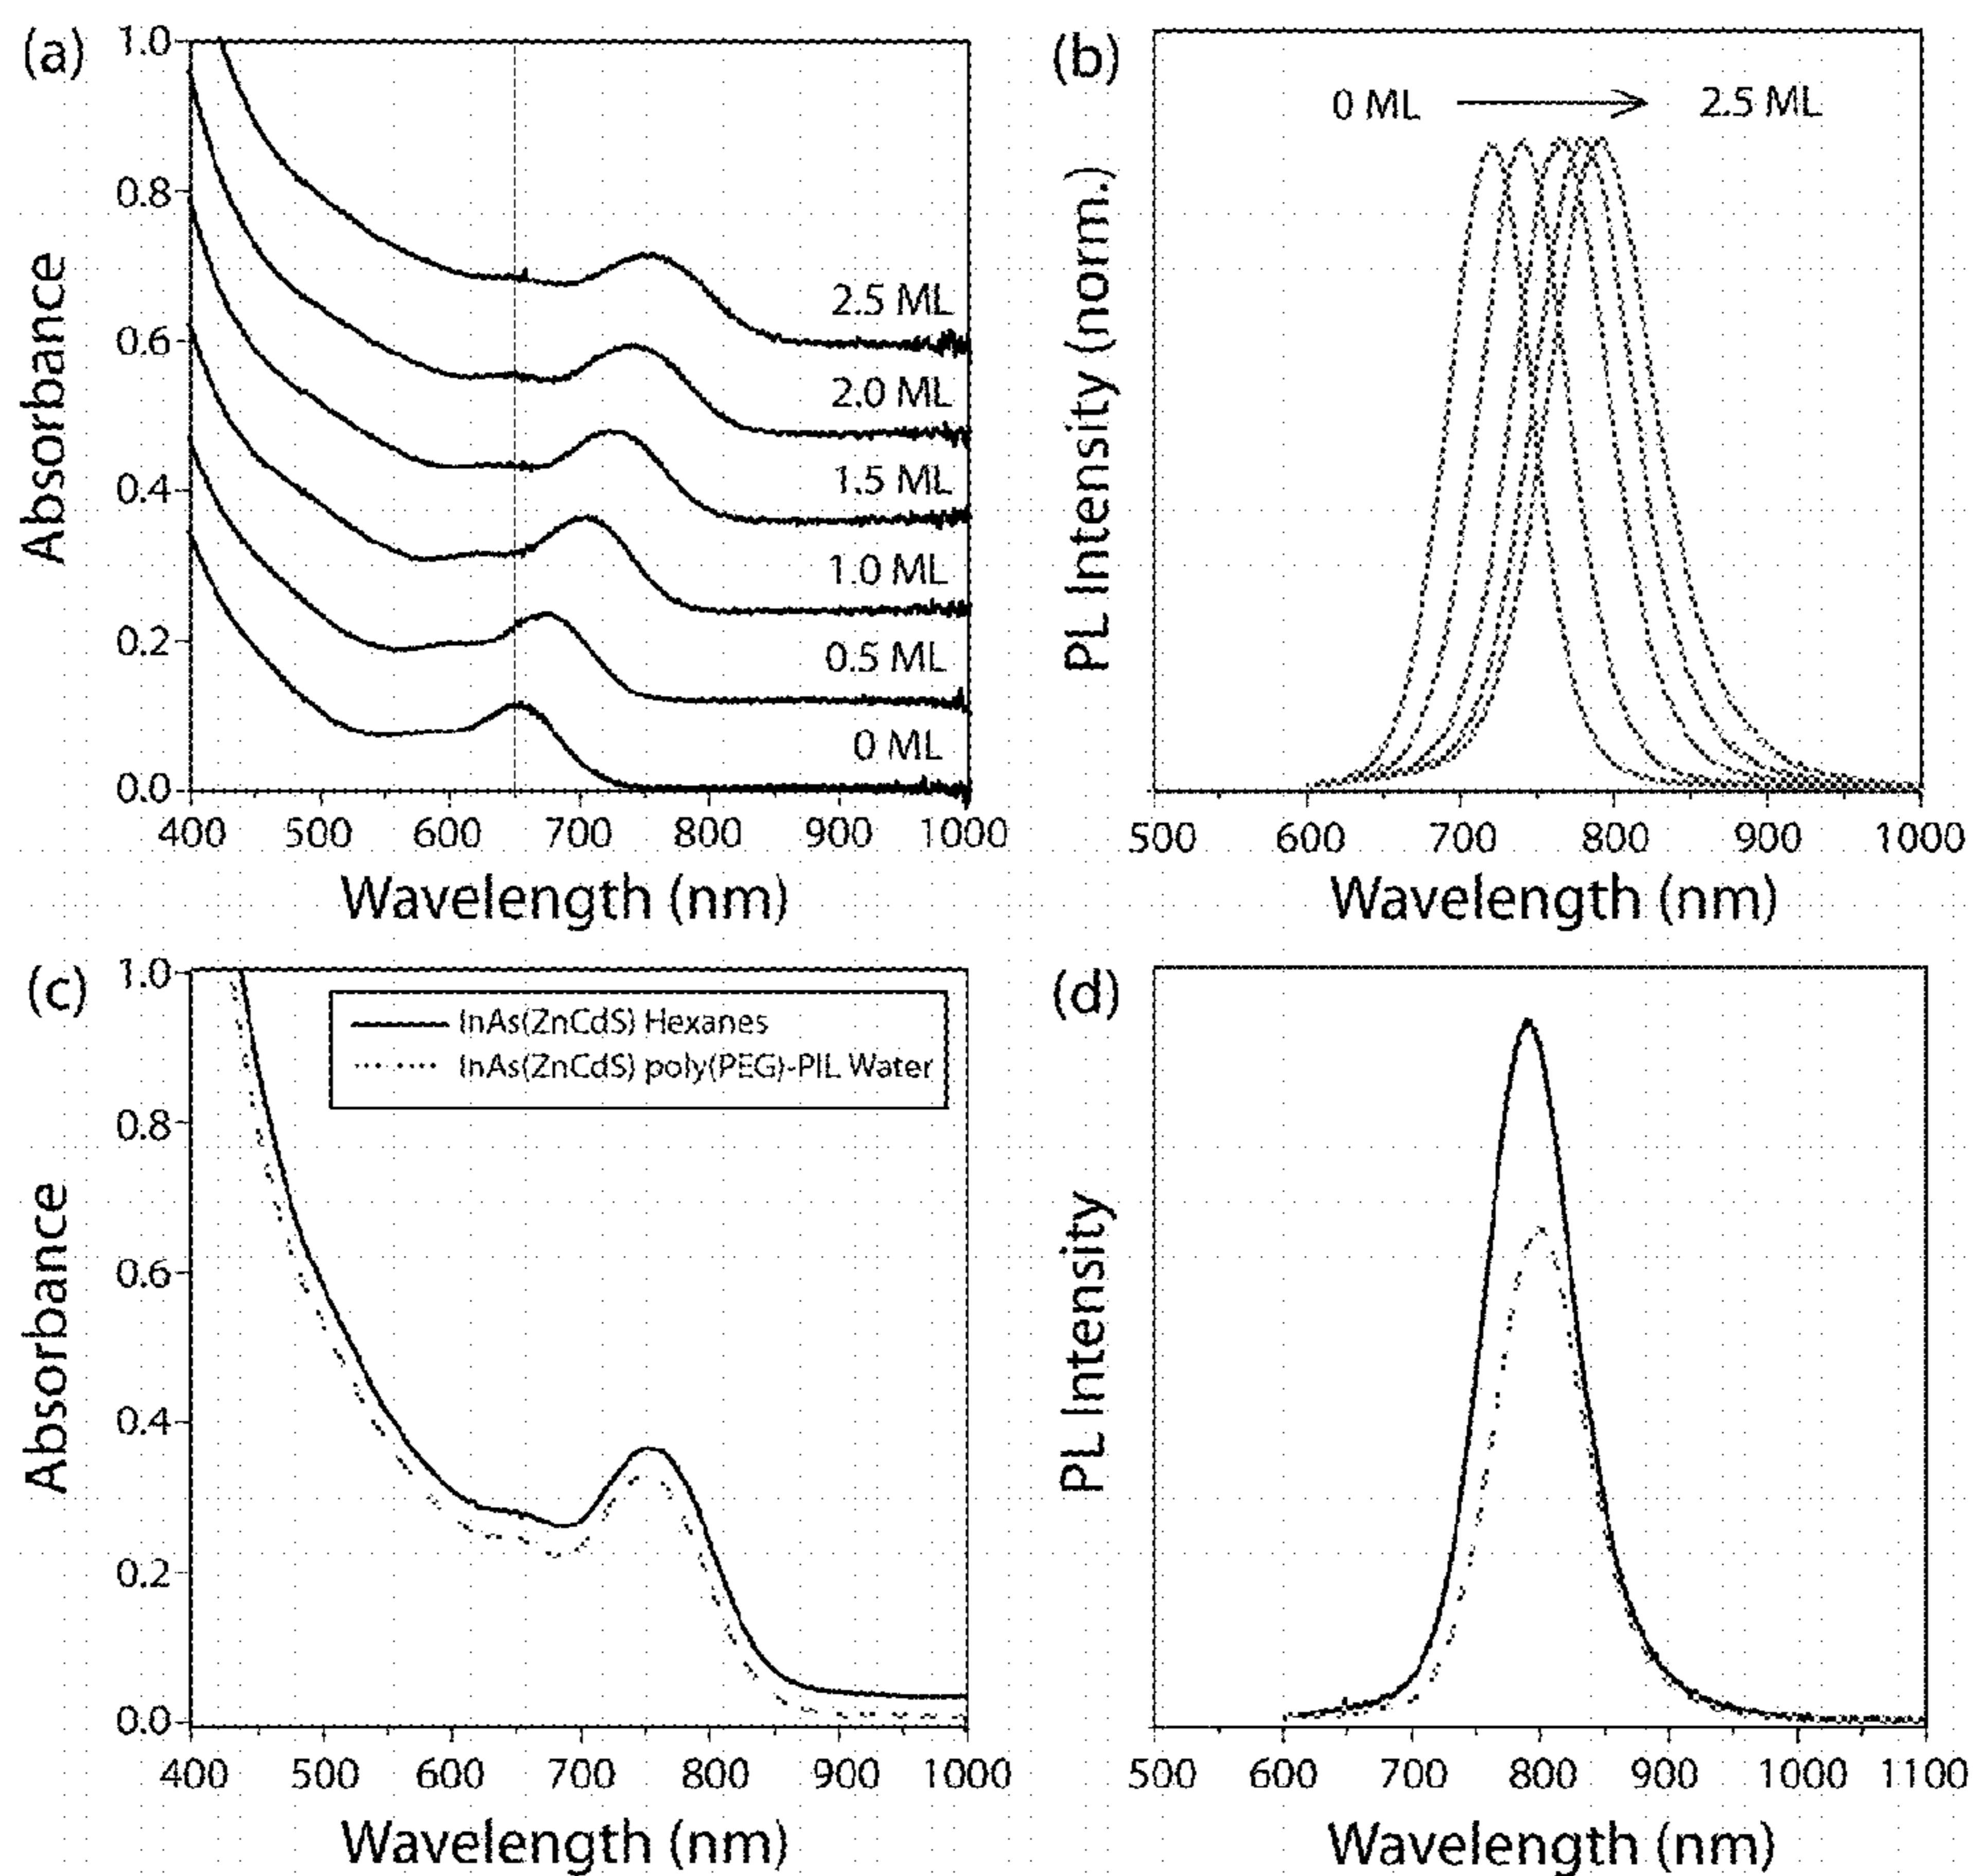 (a)
1.0
0.8
0.6
0.4
0.2
0.0
Absorbance
2.5 ML
2.0 ML
1.5 ML
1.0 ML
0.5 ML
0 ML
400 500 600 700 800 900 1000
Wavelength (nm)
(b)
0 ML 2.5 ML
PL Intensity (norm.)
500 600 700 800 900 1000
Wavelength (nm)
(c)
1.0
0.8
0.6
0.4
0.2
0.0
Absorbance
InAs(ZnCdS) Hexanes
InAs(ZnCdS) poly(PEG)-PIL Water
400 500 600 700 800 900 1000
Wavelength (nm)
(d)
PL Intensity
500 600 700 800 900 1000 1100
Wavelength (nm)